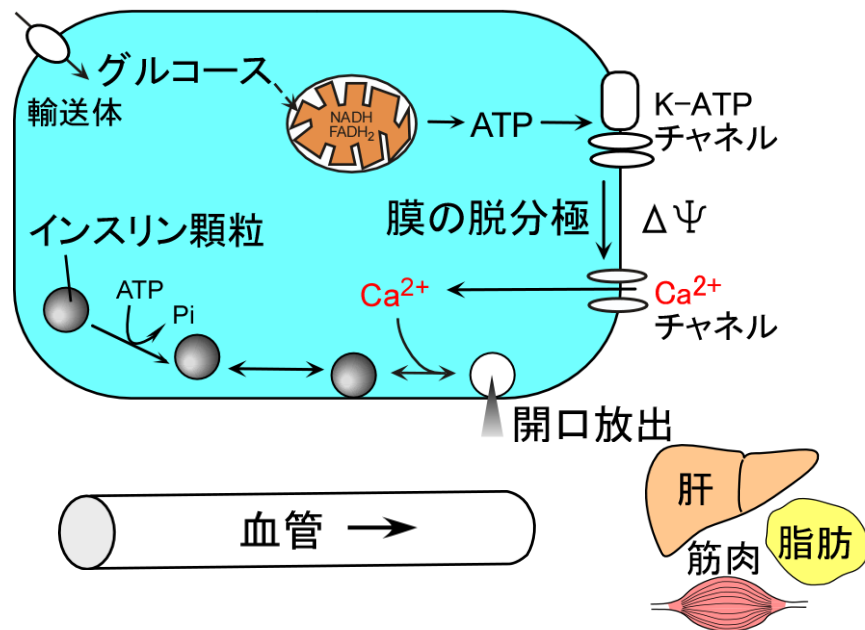 グルコース
輸送体
NADH
FADH₂
ATP
K-ATP
チャネル
膜の脱分極
ΔΨ
インスリン顆粒
ATP
Pi
Ca²⁺
Ca²⁺
チャネル
開口放出
血管
肝
脂肪
筋肉